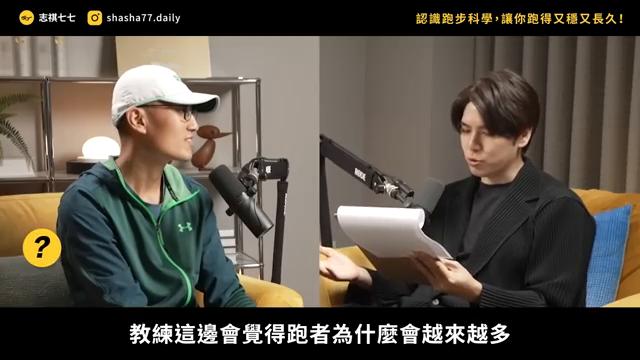 志祺七七
shasha77.daily
認識跑步科學，讓你跑得又穩又長久！
?
教練這邊會覺得跑者為什麼會越來越多